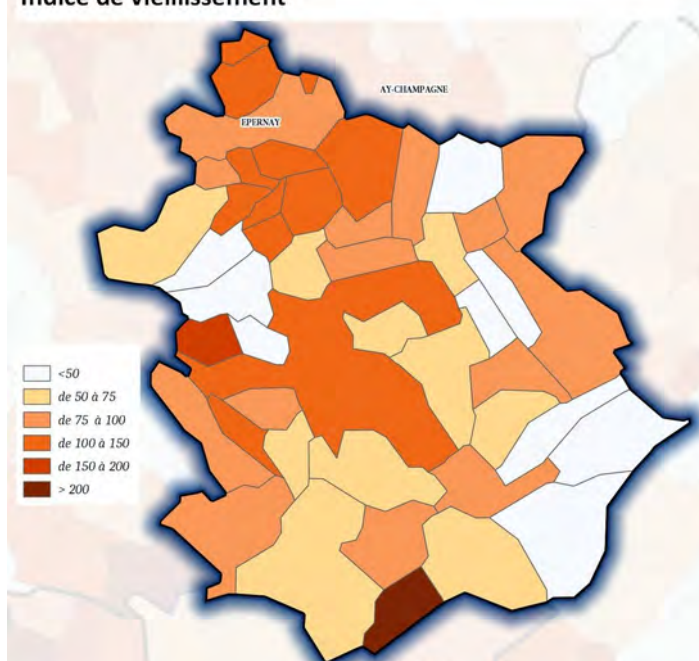 Indice de vieillissement
AY-CHAMPAGNE
EPERNAY
<50
de 50 à 75
de 75 à 100
de 100 à 150
de 150 à 200
> 200